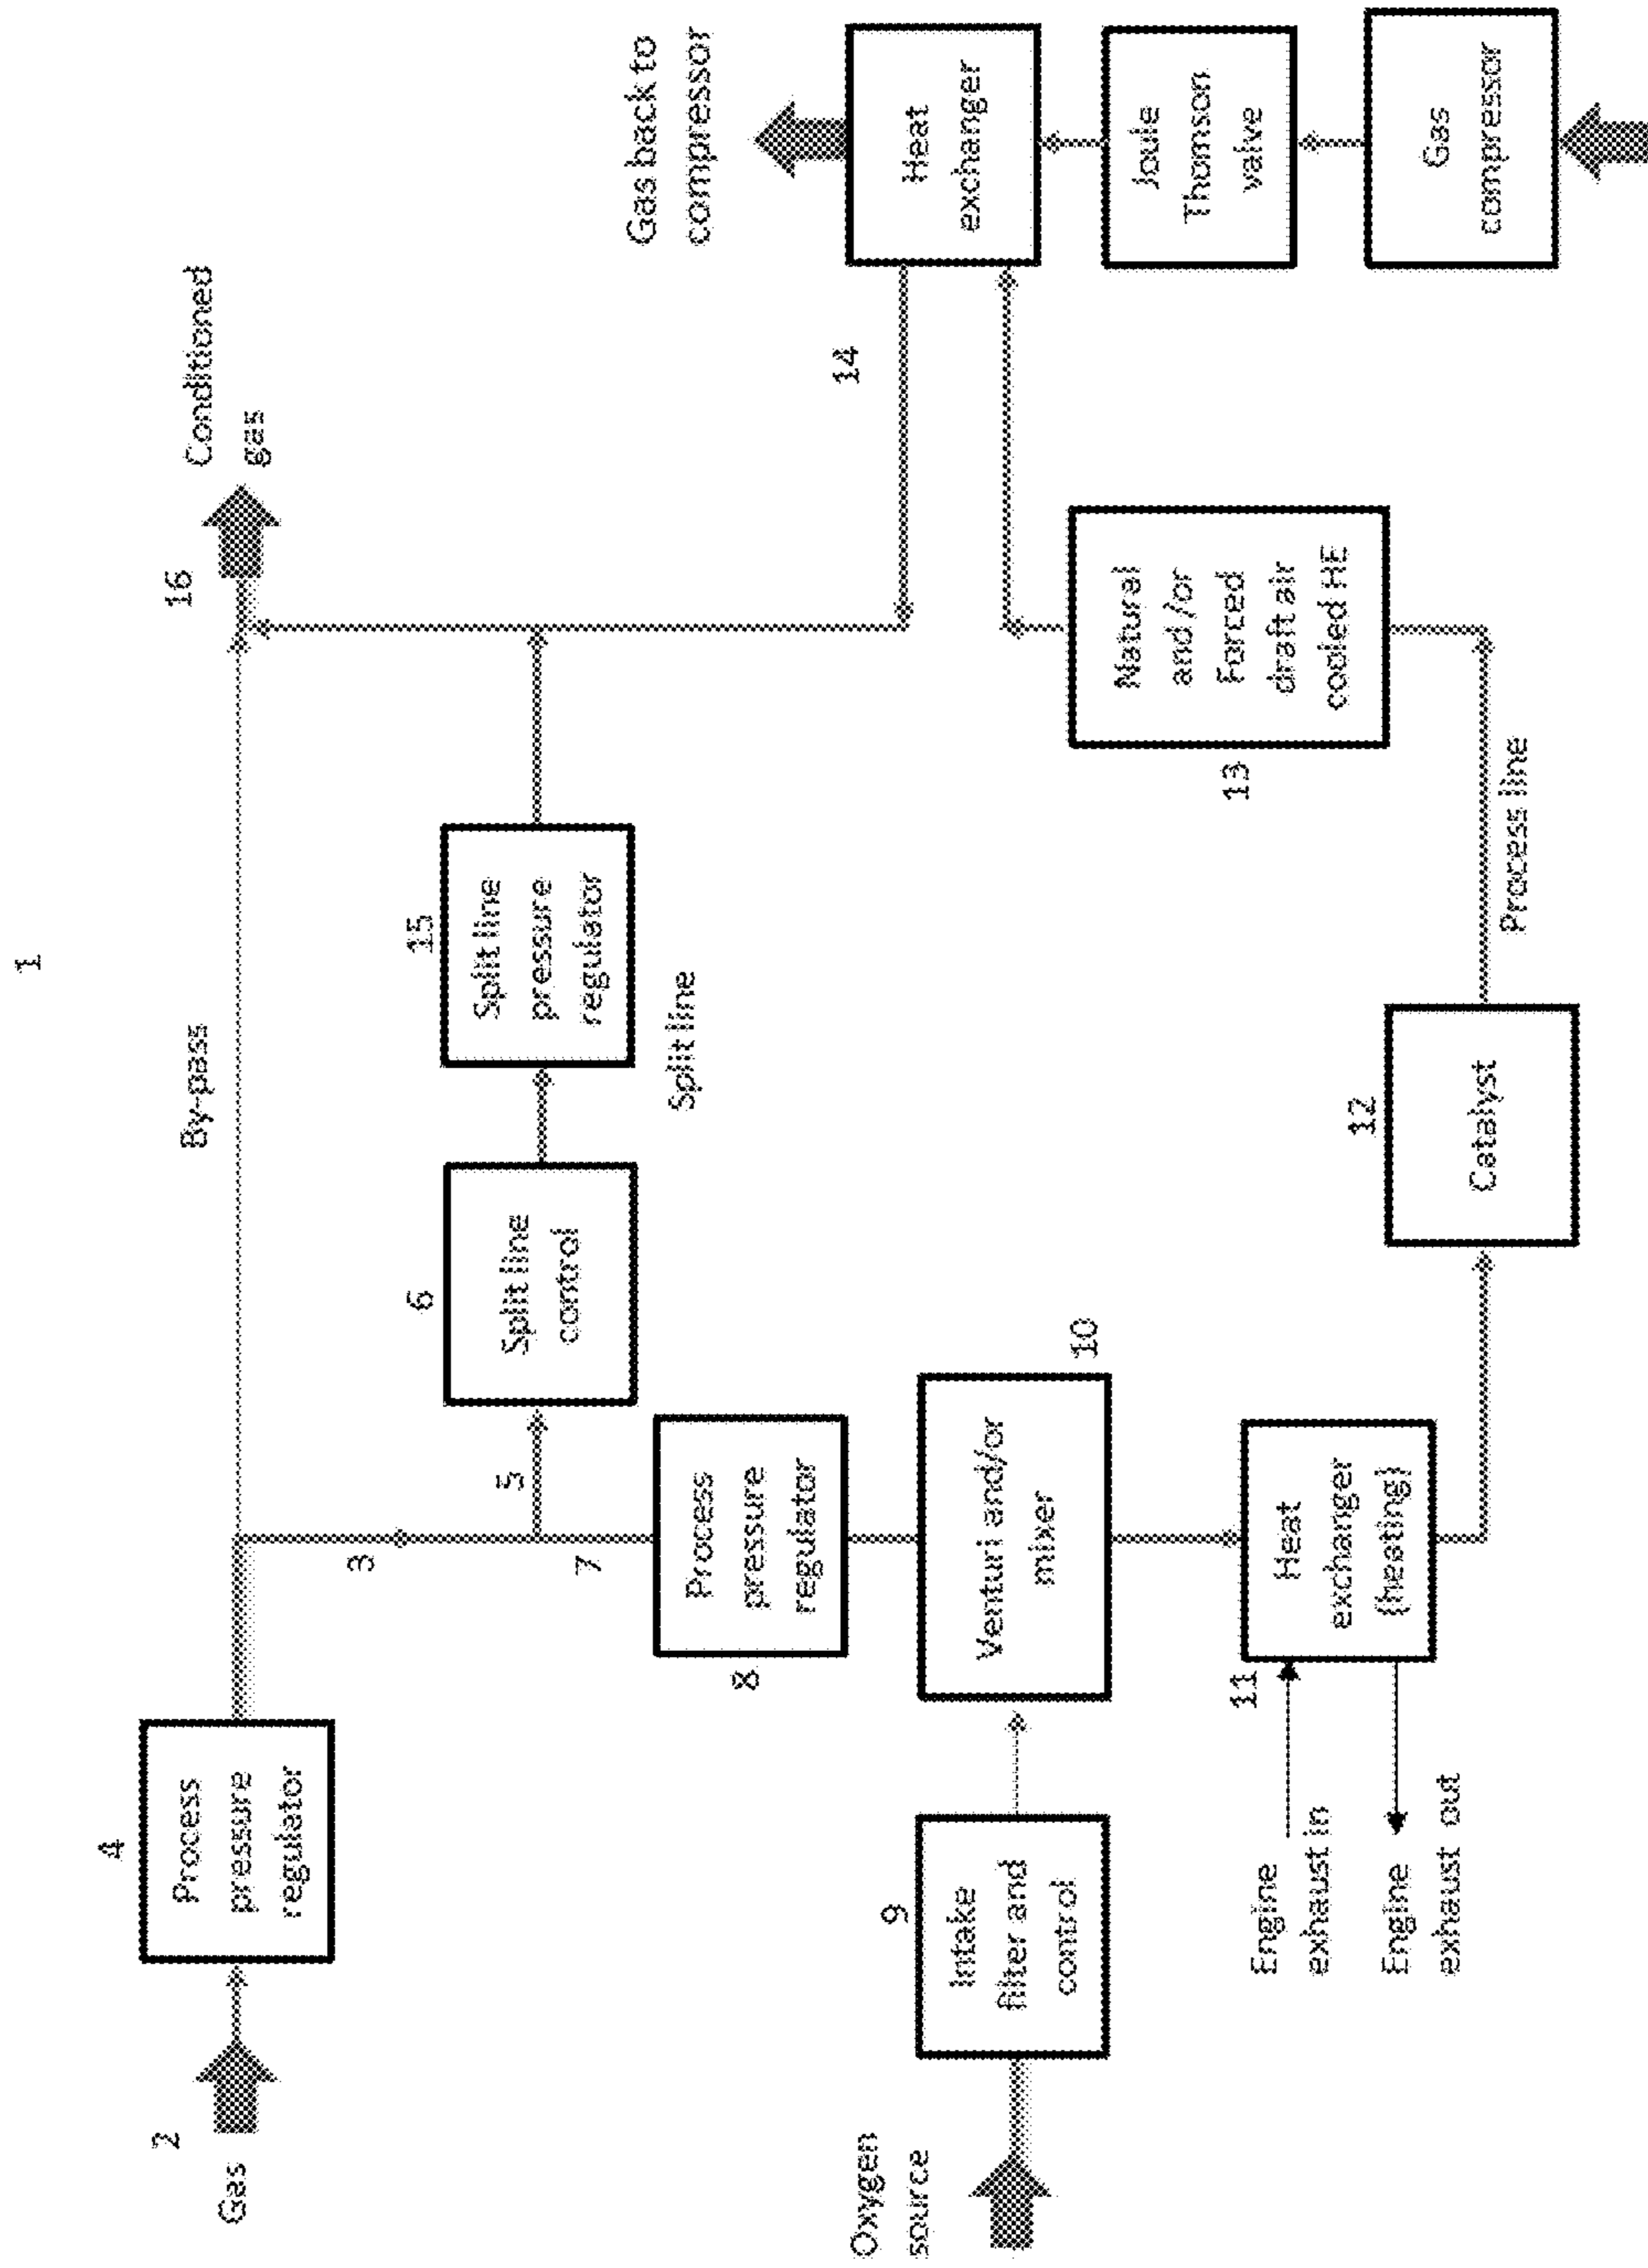 1
2
Gas
4
Process
pressure
regulator
By-pass
16
Conditioned
gas
3
5
6
Split line
control
15
Split line
pressure
regulator
Split line
7
8
Process
pressure
regulator
Oxygen
source
9
Intake
filter and
control
Venturi and/or
mixer
10
11
Heat
exchanger
(heating)
Engine
exhaust in
Engine
exhaust out
12
Catalyst
Process line
13
Natural
and/or
Forced
draft air
cooled HE
14
Gas back to
compressor
Heat
exchanger
Joule
Thomson
valve
Gas
compressor